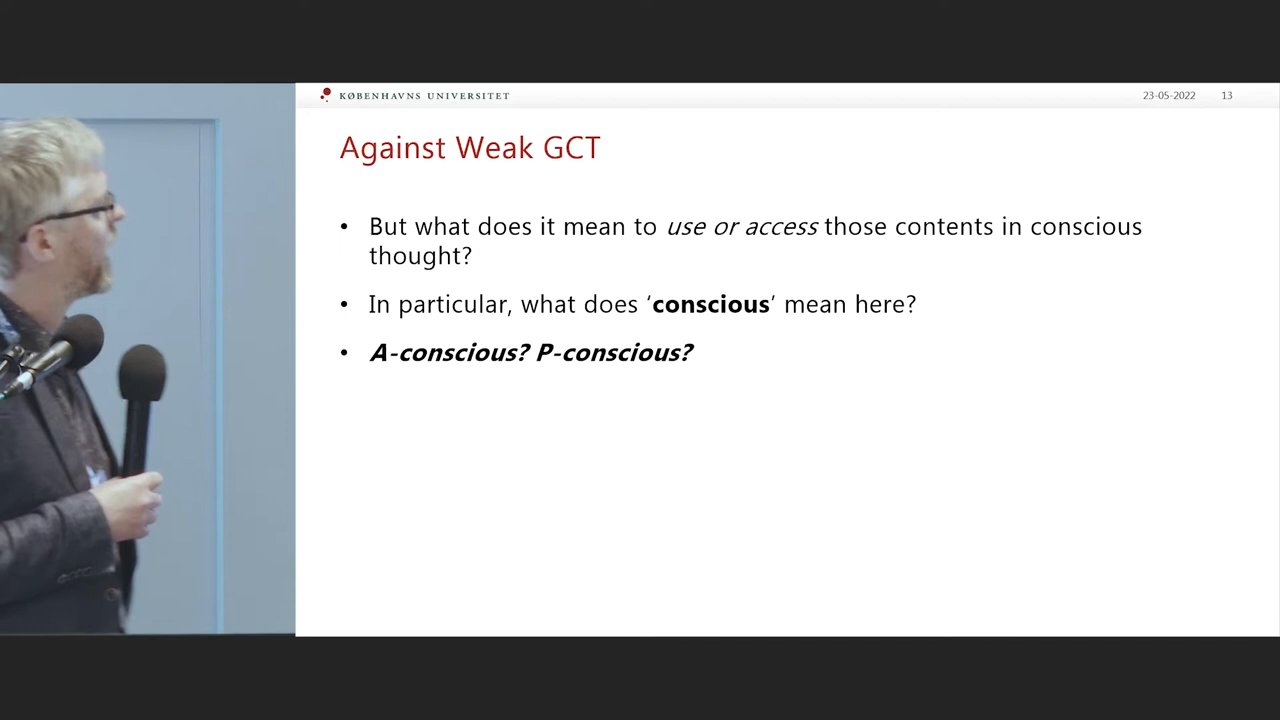 KØBENHAVNS UNIVERSITET
23-05-2022 13
Against Weak GCT
• But what does it mean to use or access those contents in conscious
thought?
• In particular, what does ‘conscious’ mean here?
• A-conscious? P-conscious?